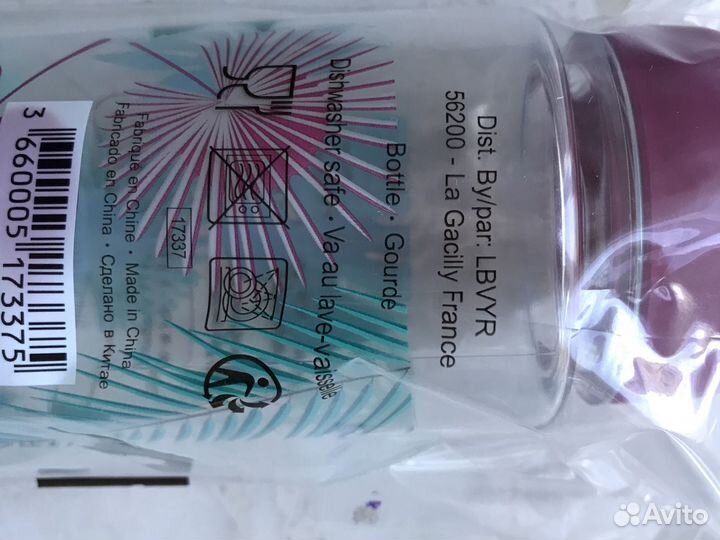 Dist. By/par: LBVYR
56200 - La Gacilly France
Bottle · Gourde
Dishwasher safe · Va au lave-vaisselle
17337
Fabriqué en Chine · Made in China
Fabricado en China · Сделано в Китае
3 660005 173375
Avito